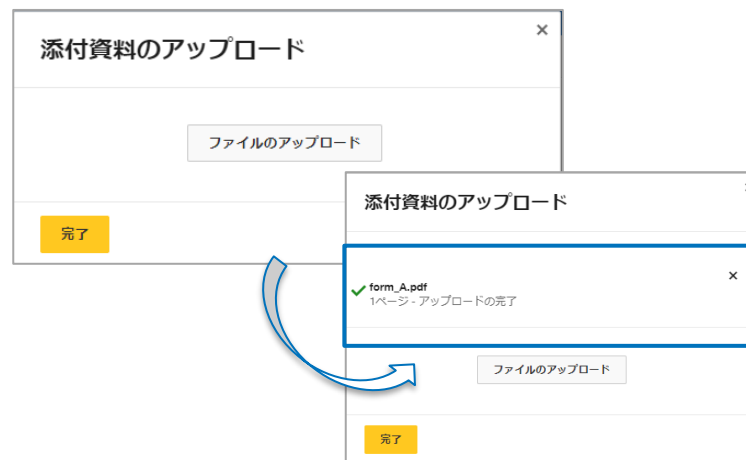 添付資料のアップロード
ファイルのアップロード
完了
添付資料のアップロード
form_A.pdf
1ページ - アップロードの完了
ファイルのアップロード
完了